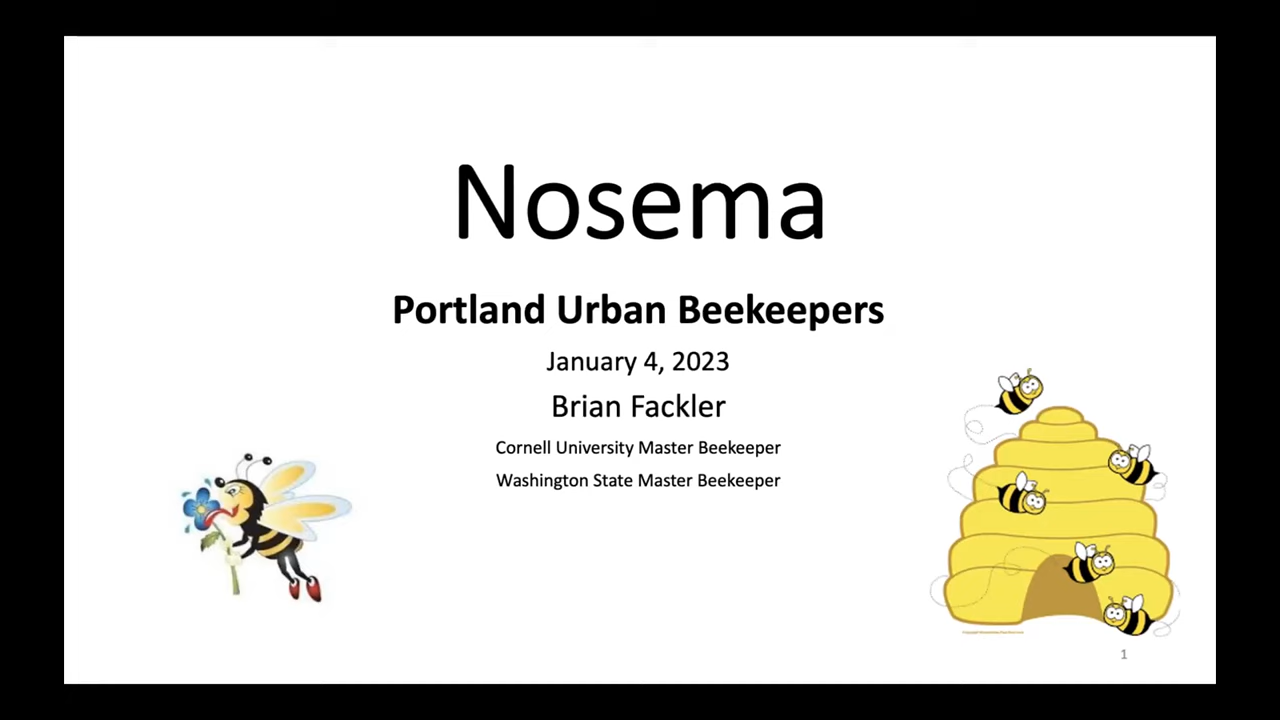 Nosema
Portland Urban Beekeepers
January 4, 2023
Brian Fackler
Cornell University Master Beekeeper
Washington State Master Beekeeper
1